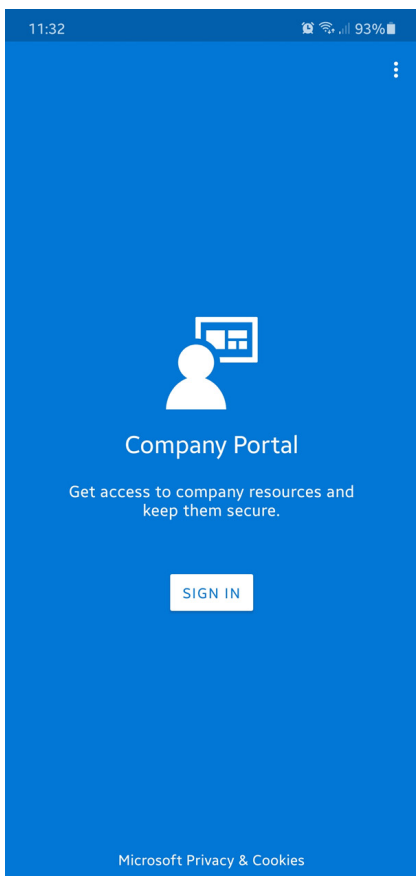 11:32 93%
Company Portal
Get access to company resources and
keep them secure.
SIGN IN
Microsoft Privacy & Cookies